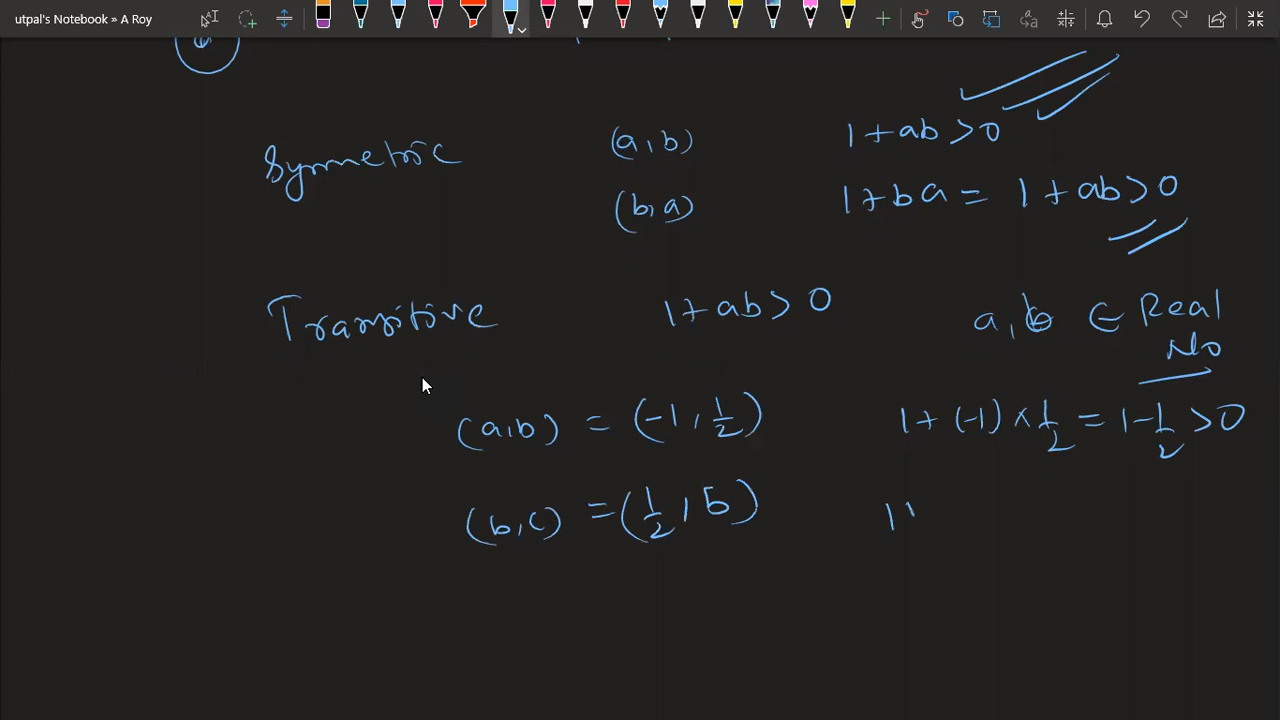 utpal's Notebook » A Roy
Symmetric (a,b) 1+ab>0
(b,a) 1+ba = 1+ab>0
Transitive 1+ab>0 a,b ∈ Real
No
(a,b) = (-1, 1/2) 1+(-1)×1/2 = 1-1/2 >0
(b,c) = (1/2, 5)